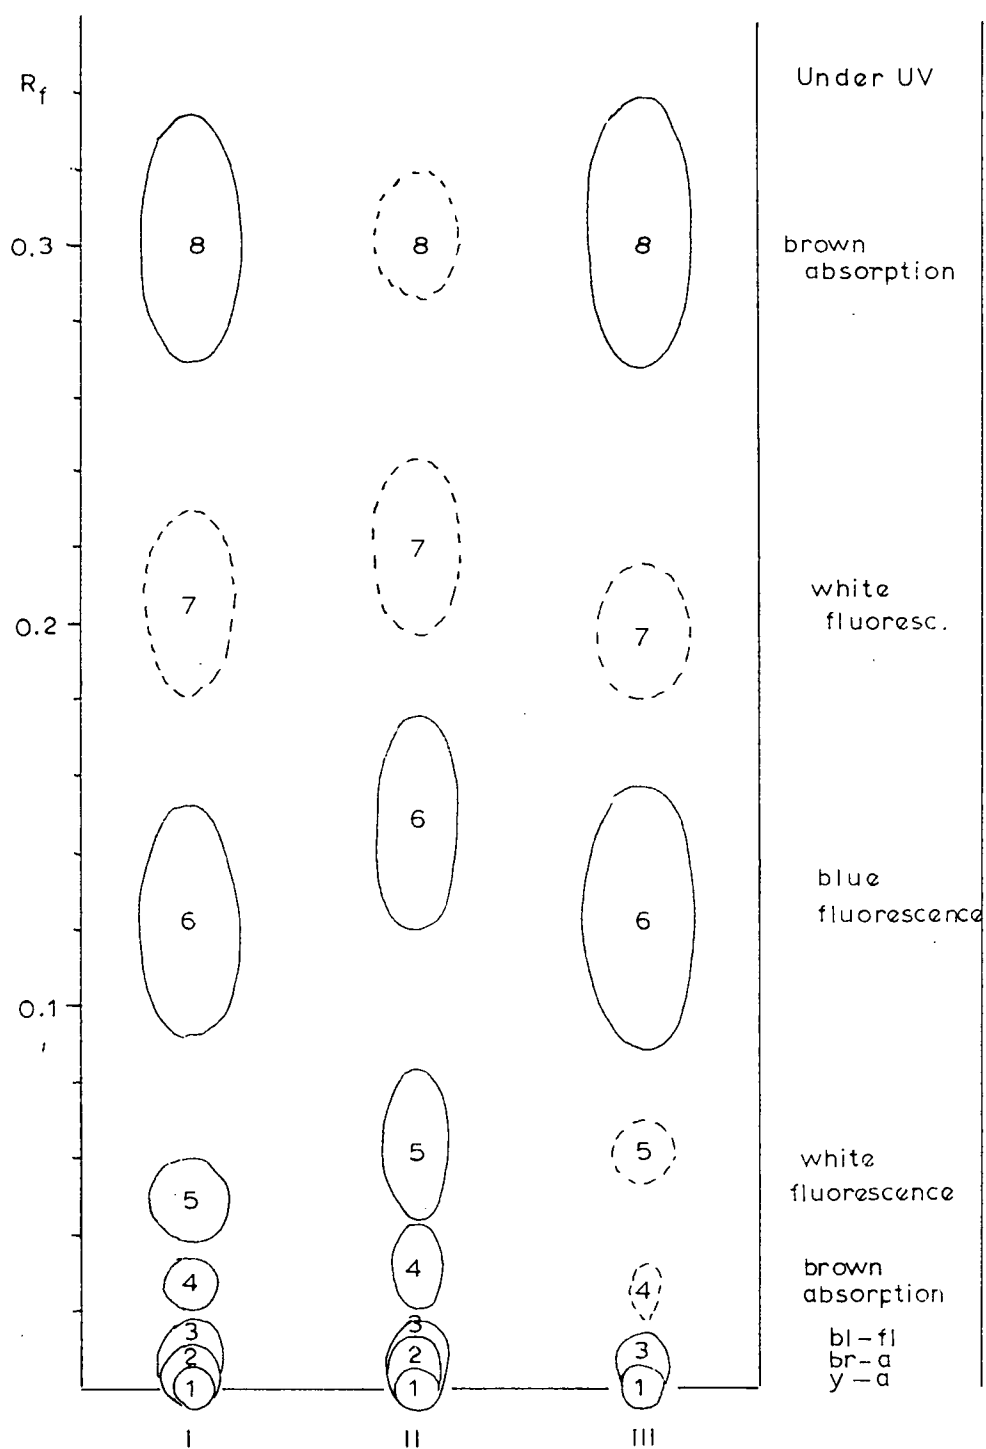 Rf
Under UV
0.3
8
8
8
brown
absorption
7
7
7
white
fluoresc.
0.2
6
6
6
blue
fluorescence
0.1
5
5
5
white
fluorescence
4
4
4
brown
absorption
3
3
3
bl-fl
2
2
br-a
1
1
1
y-a
I
II
III